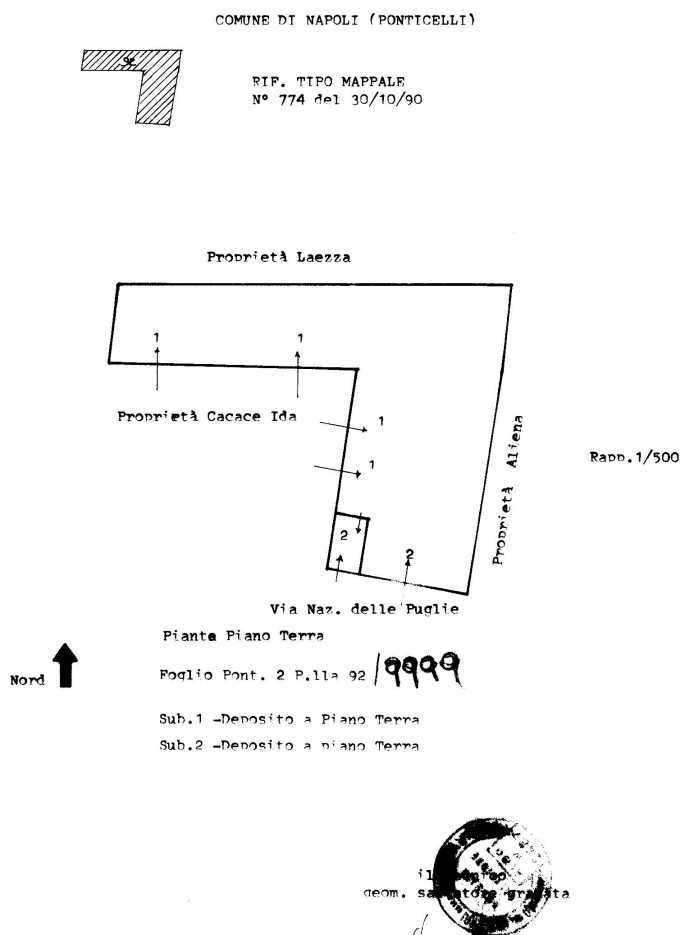 COMUNE DI NAPOLI (PONTICELLI)
RIF. TIPO MAPPALE
N° 774 del 30/10/90
Proprietà Laezza
1 1
Proprietà Cacace Ida
1
1
Proprietà Aliena
Rapp.1/500
2
2
Via Naz. delle Puglie
Pianta Piano Terra
Nord
Foglio Pont. 2 P.lla 92 /9999
Sub.1 -Deposito a Piano Terra
Sub.2 -Deposito a piano Terra
il
geom.